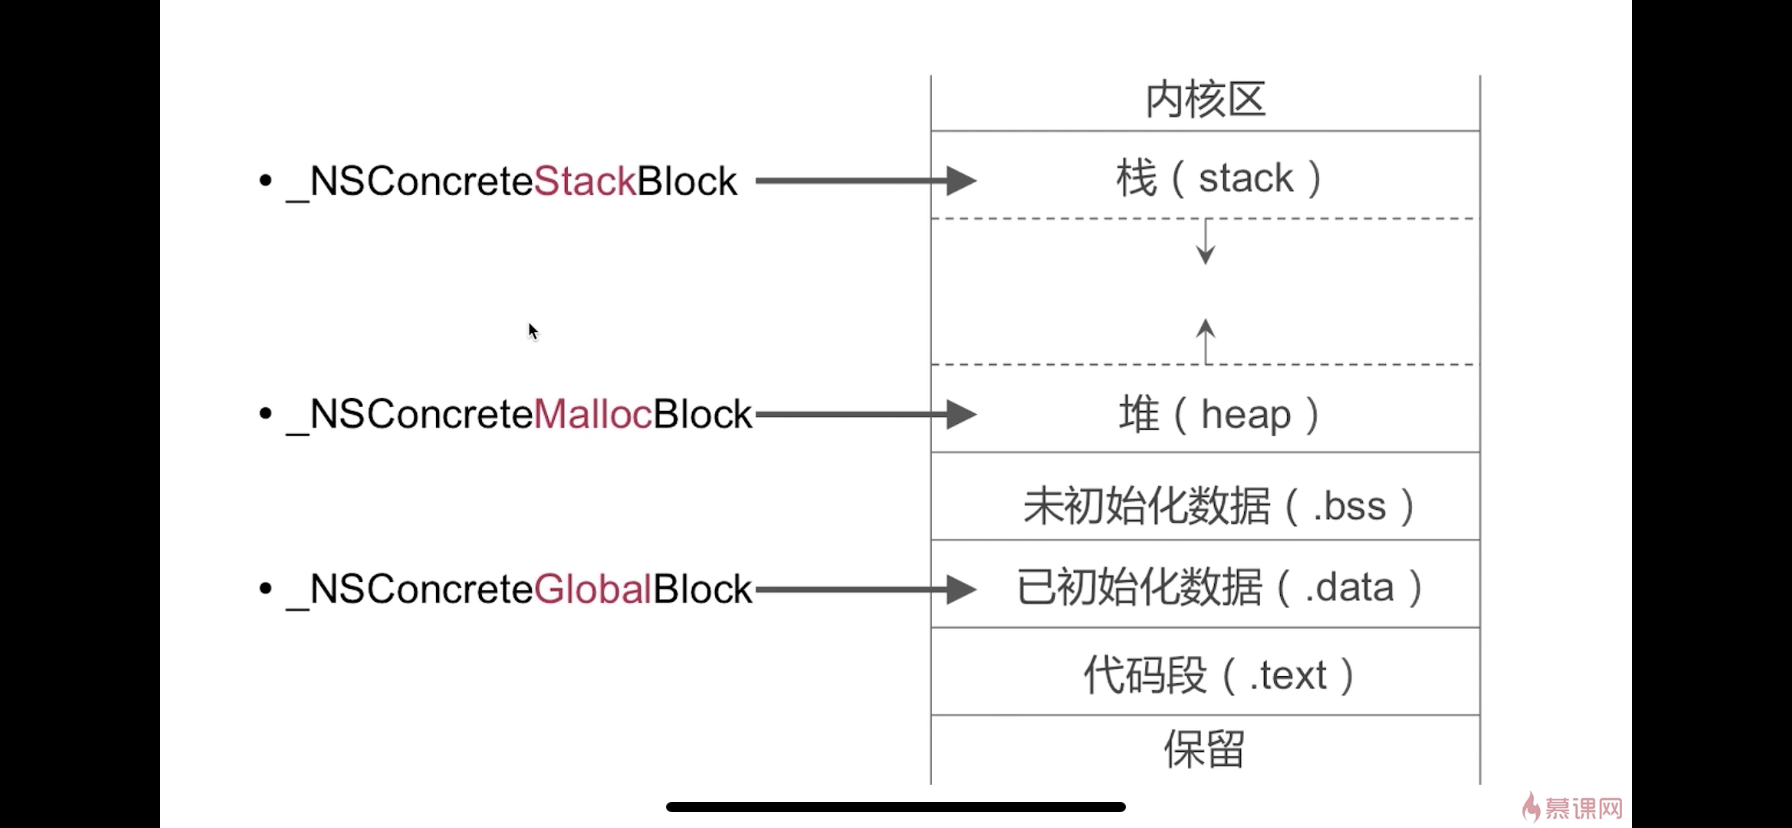 内核区
• _NSConcreteStackBlock
栈（stack）
• _NSConcreteMallocBlock
堆（heap）
未初始化数据（.bss）
• _NSConcreteGlobalBlock
已初始化数据（.data）
代码段（.text）
保留
慕课网